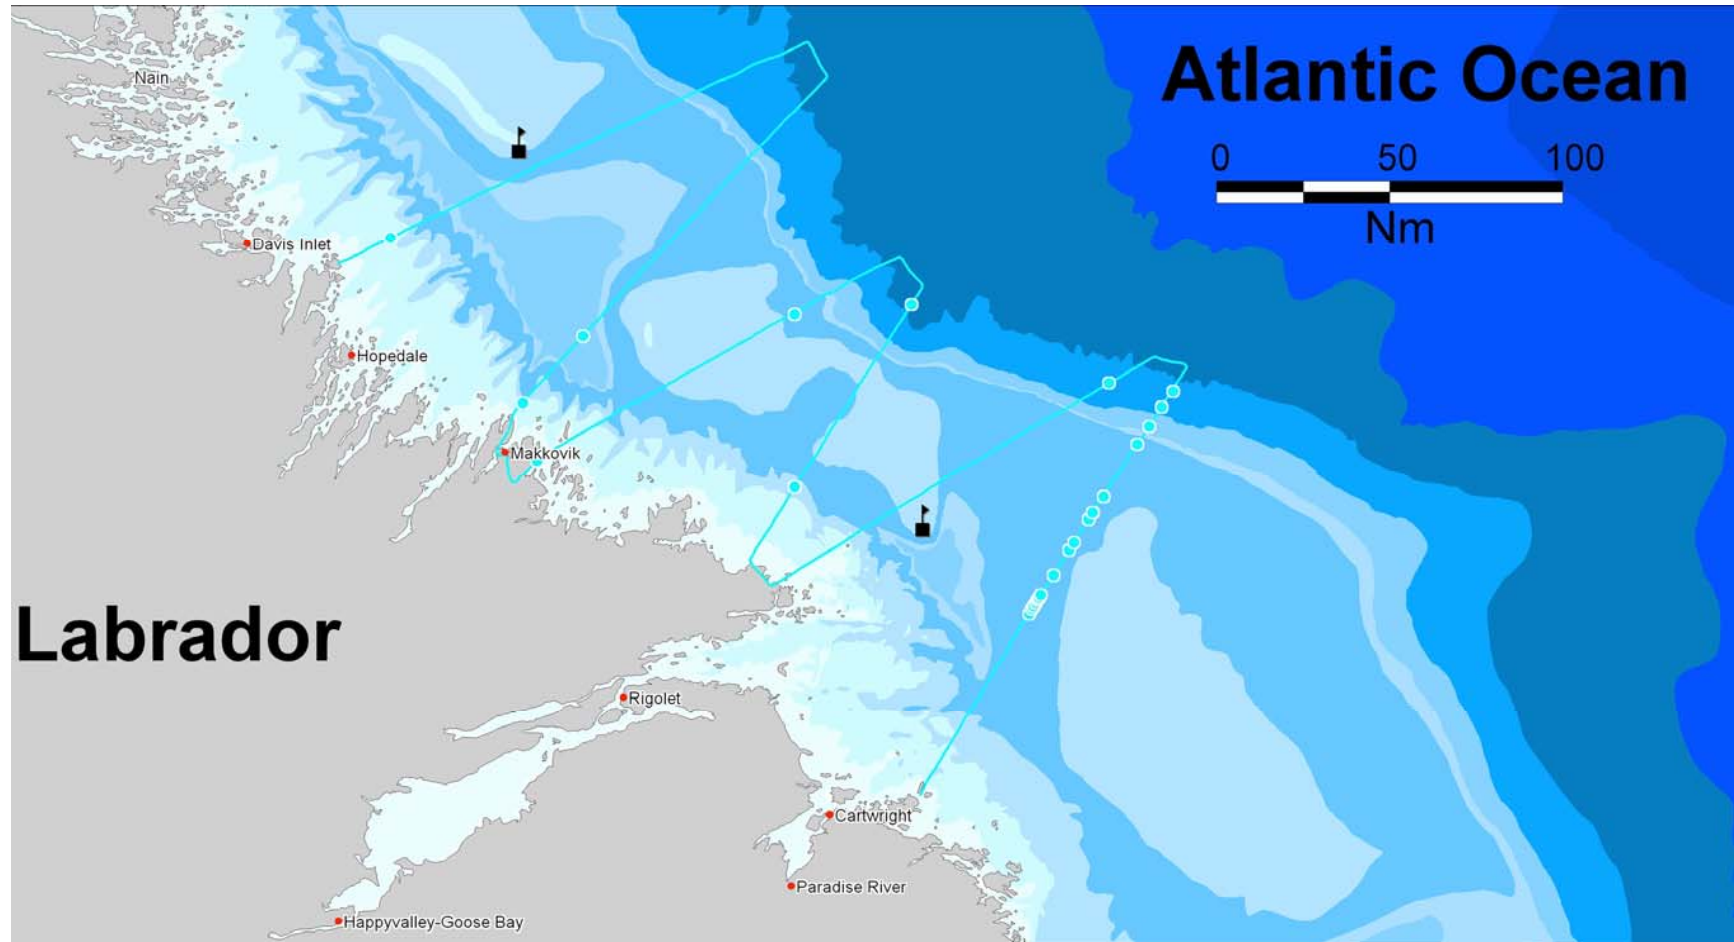 Atlantic Ocean
Nain
0 50 100
Nm
Davis Inlet
Hopedale
Makkovik
Labrador
Rigolet
Cartwright
Paradise River
Happyvalley-Goose Bay